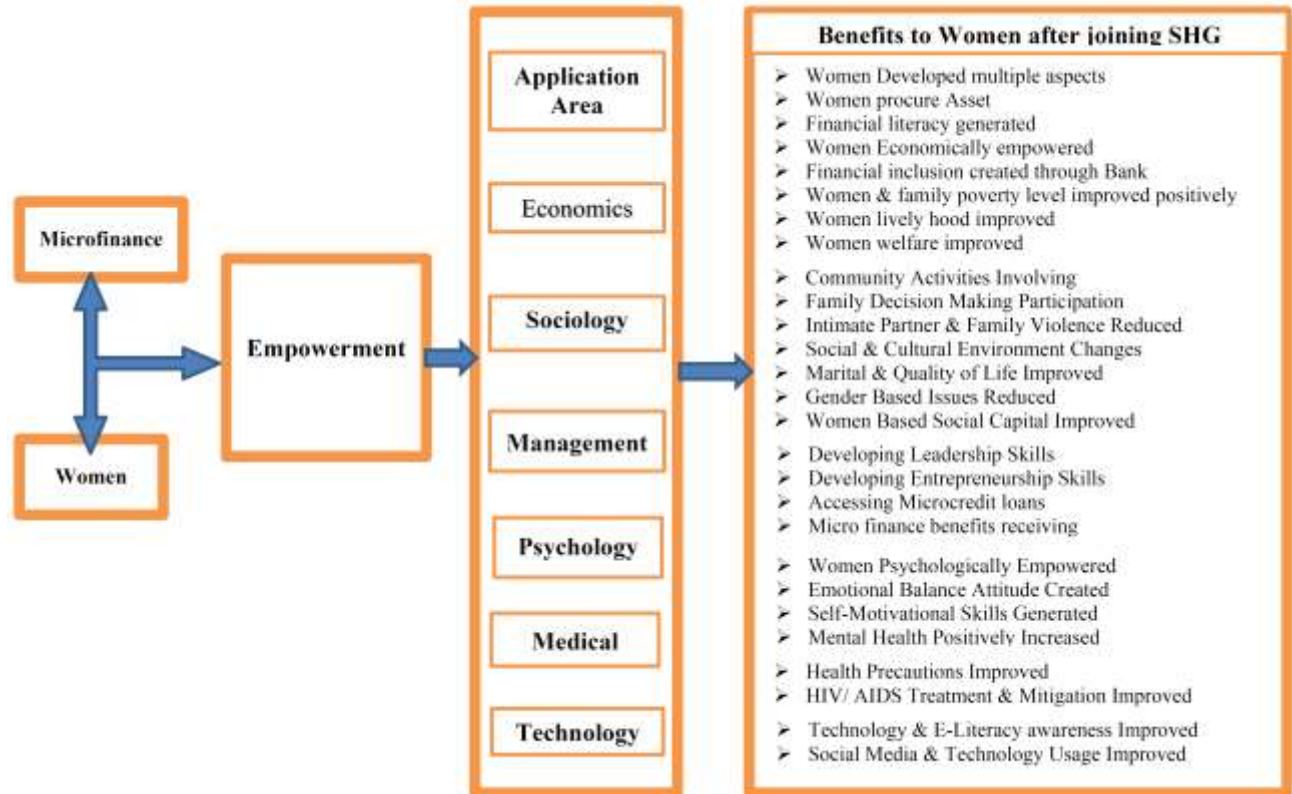 Microfinance
Women
Empowerment
Application
Area
Economics
Sociology
Management
Psychology
Medical
Technology
Benefits to Women after joining SHG
➢ Women Developed multiple aspects
➢ Women procure Asset
➢ Financial literacy generated
➢ Women Economically empowered
➢ Financial inclusion created through Bank
➢ Women & family poverty level improved positively
➢ Women lively hood improved
➢ Women welfare improved
➢ Community Activities Involving
➢ Family Decision Making Participation
➢ Intimate Partner & Family Violence Reduced
➢ Social & Cultural Environment Changes
➢ Marital & Quality of Life Improved
➢ Gender Based Issues Reduced
➢ Women Based Social Capital Improved
➢ Developing Leadership Skills
➢ Developing Entrepreneurship Skills
➢ Accessing Microcredit loans
➢ Micro finance benefits receiving
➢ Women Psychologically Empowered
➢ Emotional Balance Attitude Created
➢ Self-Motivational Skills Generated
➢ Mental Health Positively Increased
➢ Health Precautions Improved
➢ HIV/ AIDS Treatment & Mitigation Improved
➢ Technology & E-Literacy awareness Improved
➢ Social Media & Technology Usage Improved